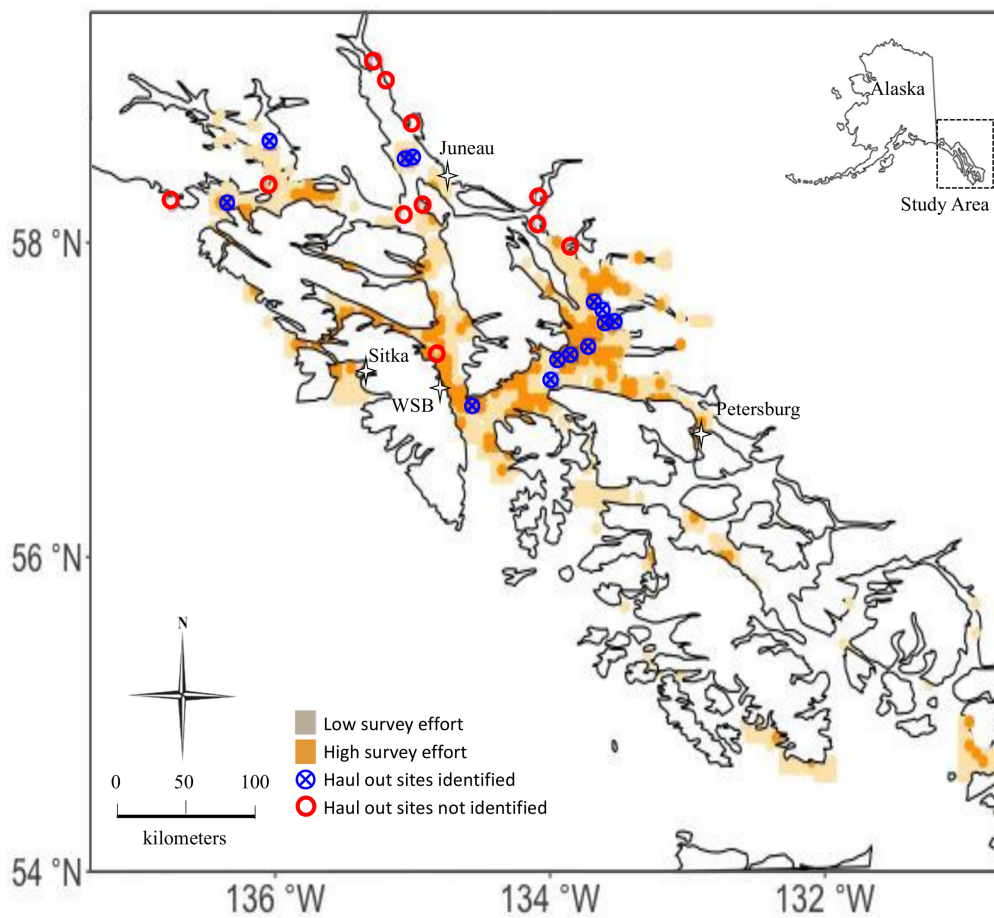 Alaska
Study Area
Juneau
58 °N
Sitka
WSB
Petersburg
56 °N
N
Low survey effort
High survey effort
Haul out sites identified
Haul out sites not identified
0 50 100
kilometers
54 °N
136 °W 134 °W 132 °W